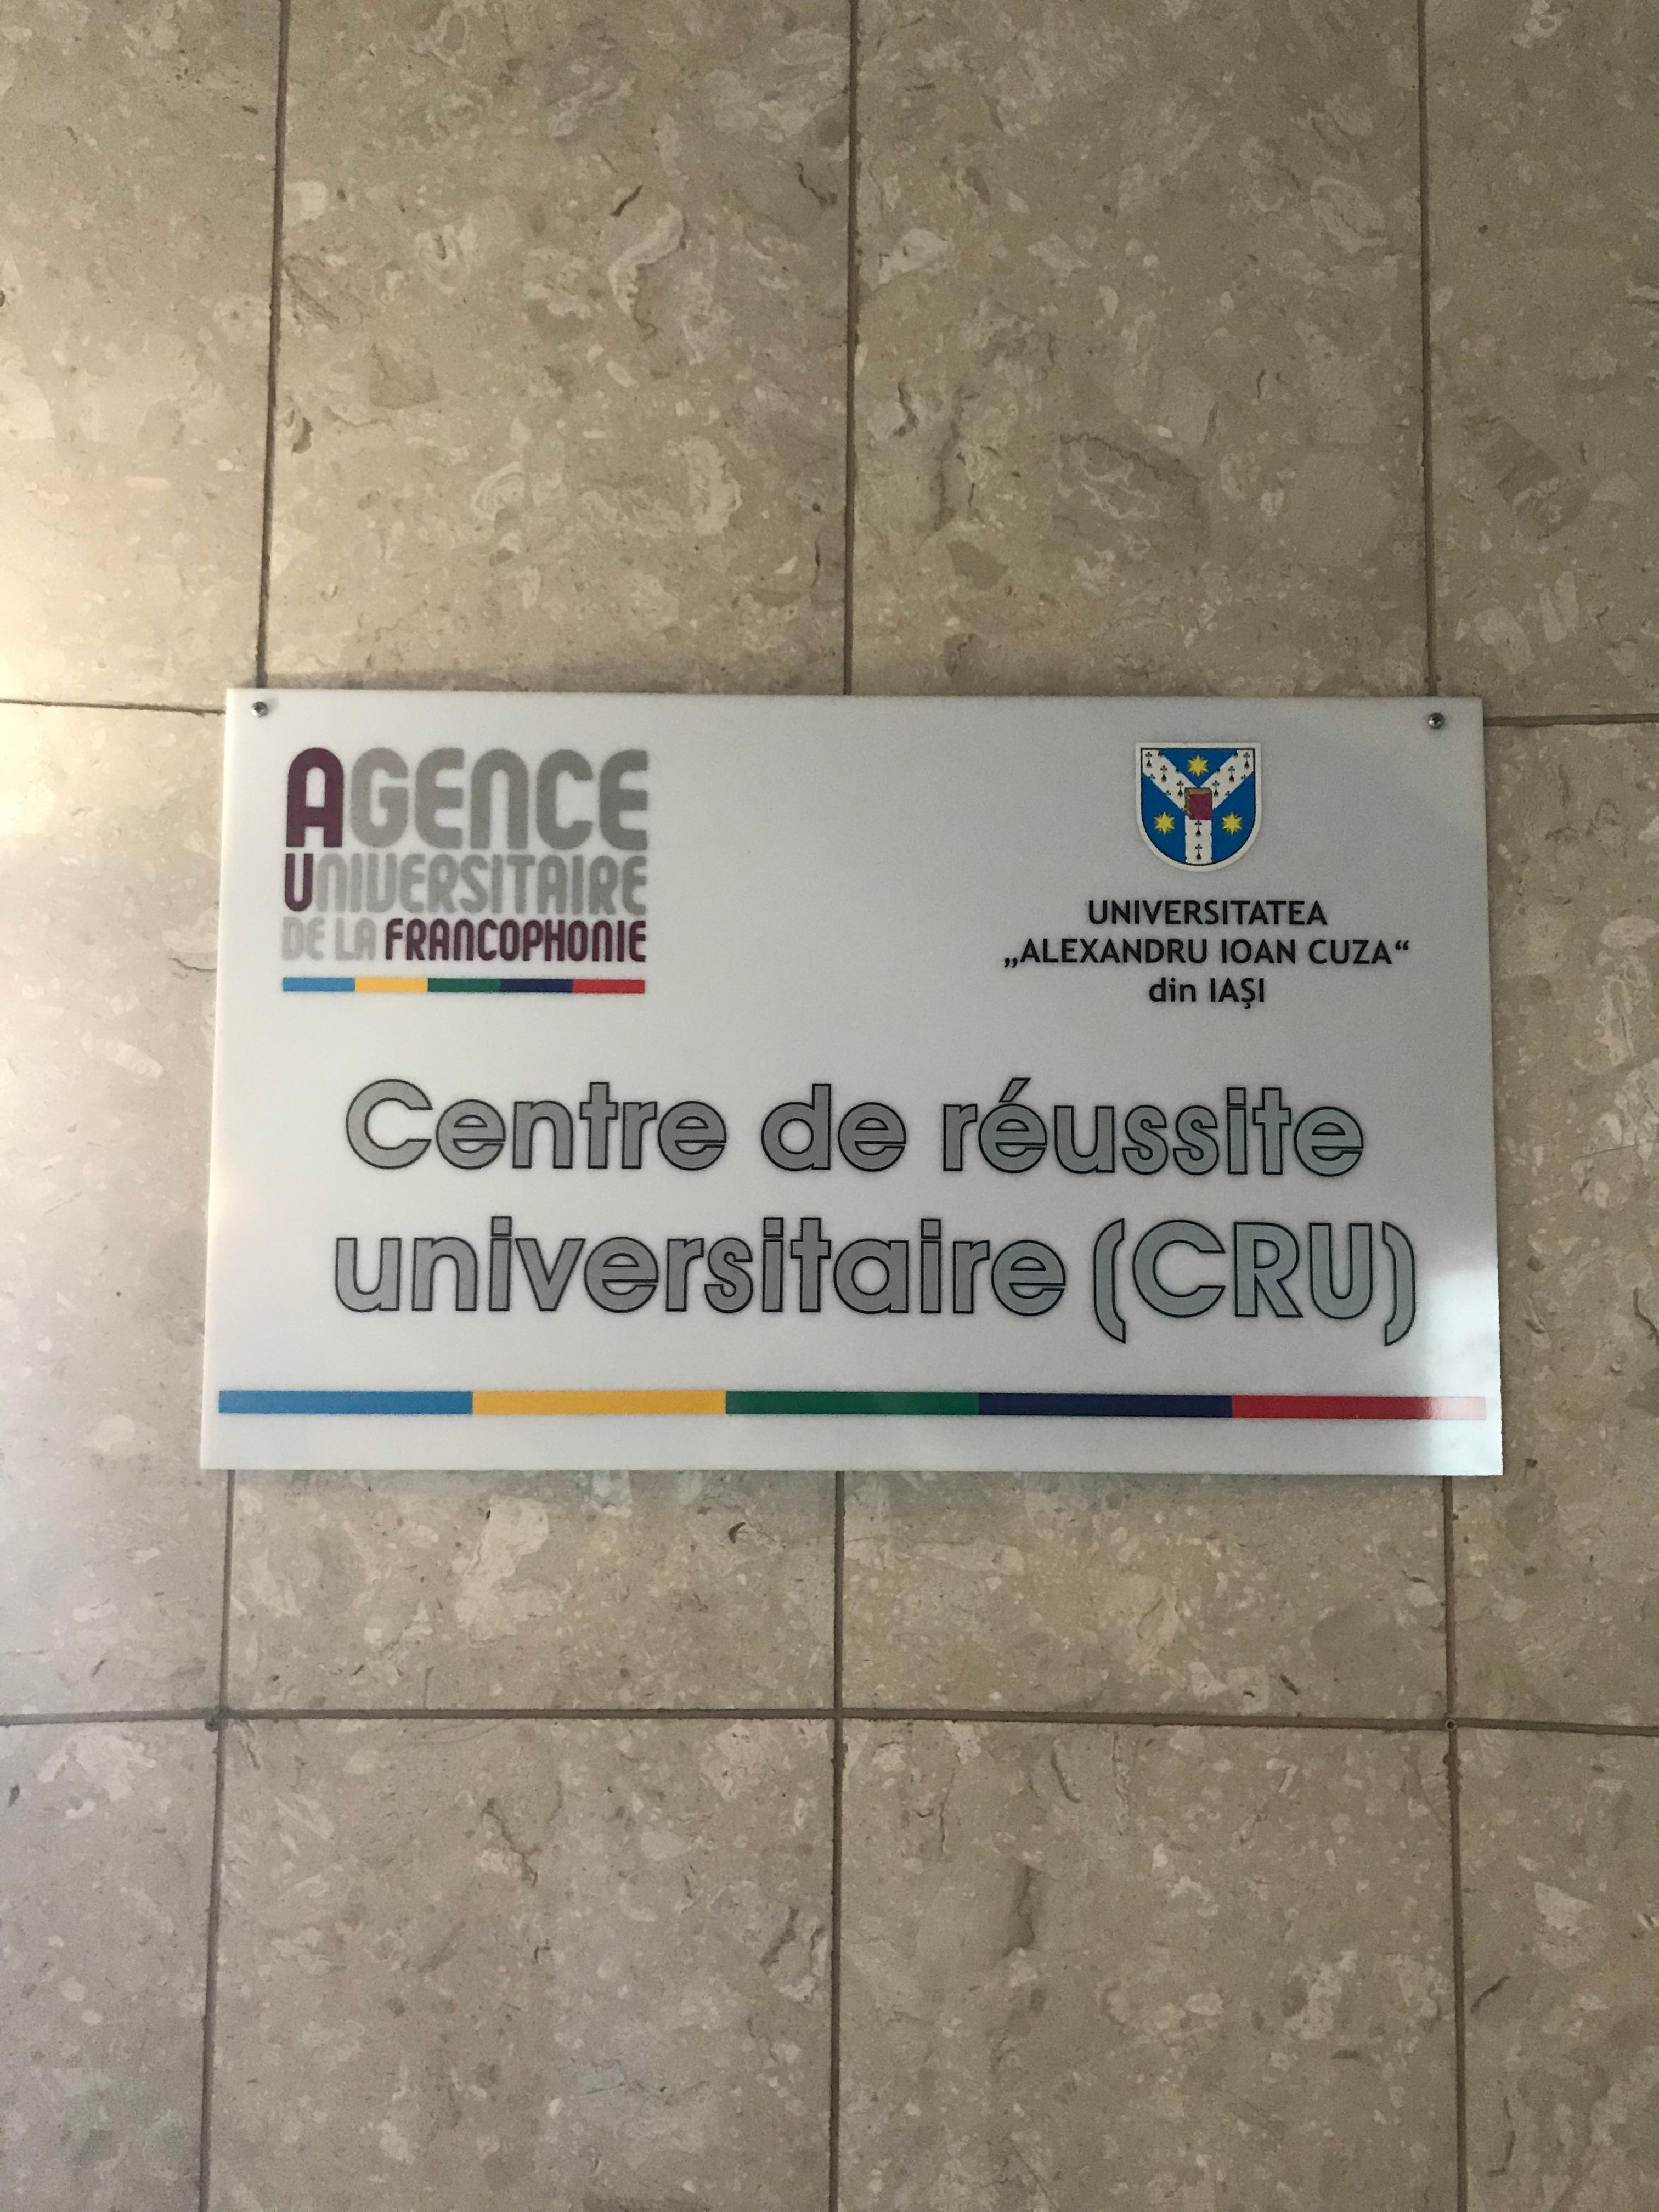 AGENCE
UNIVERSITAIRE
DE LA FRANCOPHONIE
UNIVERSITATEA
„ALEXANDRU IOAN CUZA“
din IAŞI
Centre de réussite
universitaire (CRU)